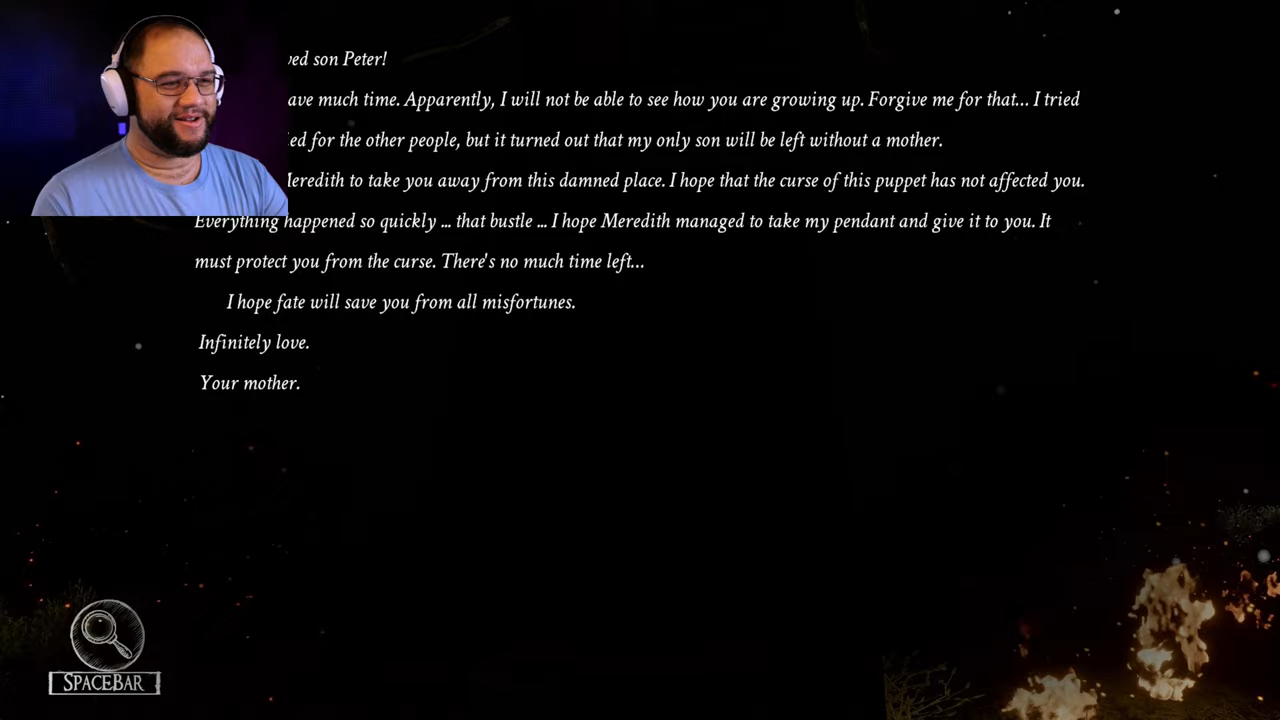 son Peter!
much time. Apparently, I will not be able to see how you are growing up. Forgive me for that... I tried
for the other people, but it turned out that my only son will be left without a mother.
Meredith to take you away from this damned place. I hope that the curse of this puppet has not affected you.
Everything happened so quickly ... that bustle ... I hope Meredith managed to take my pendant and give it to you. It
must protect you from the curse. There's no much time left...
I hope fate will save you from all misfortunes.
Infinitely love.
Your mother.
SPACEBAR